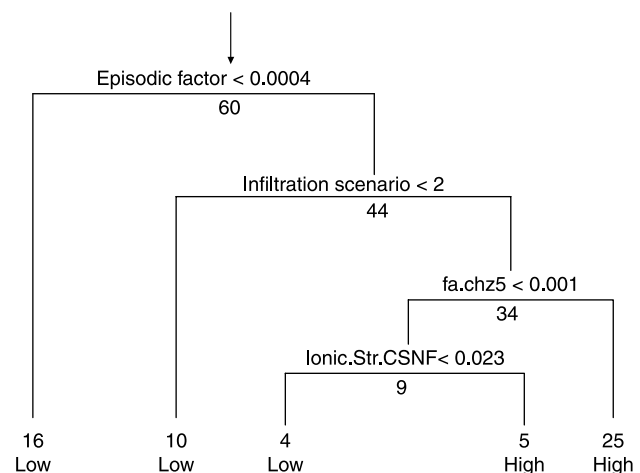 Episodic factor < 0.0004
60
Infiltration scenario < 2
44
fa.chz5 < 0.001
34
Ionic.Str.CSNF< 0.023
9
16 10 4 5 25
Low Low Low High High